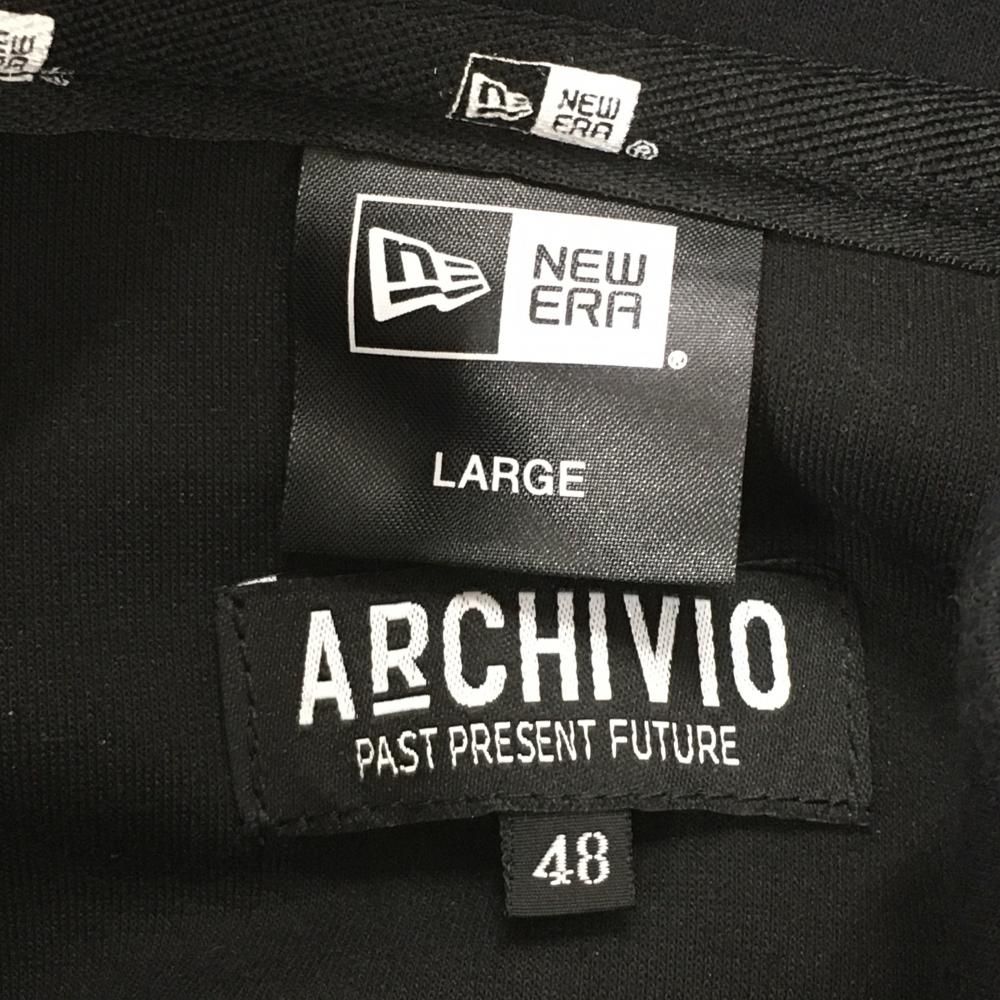 NEW
ERA
NEW
ERA®
NEW
ERA®
LARGE
ARCHIVIO
PAST PRESENT FUTURE
48